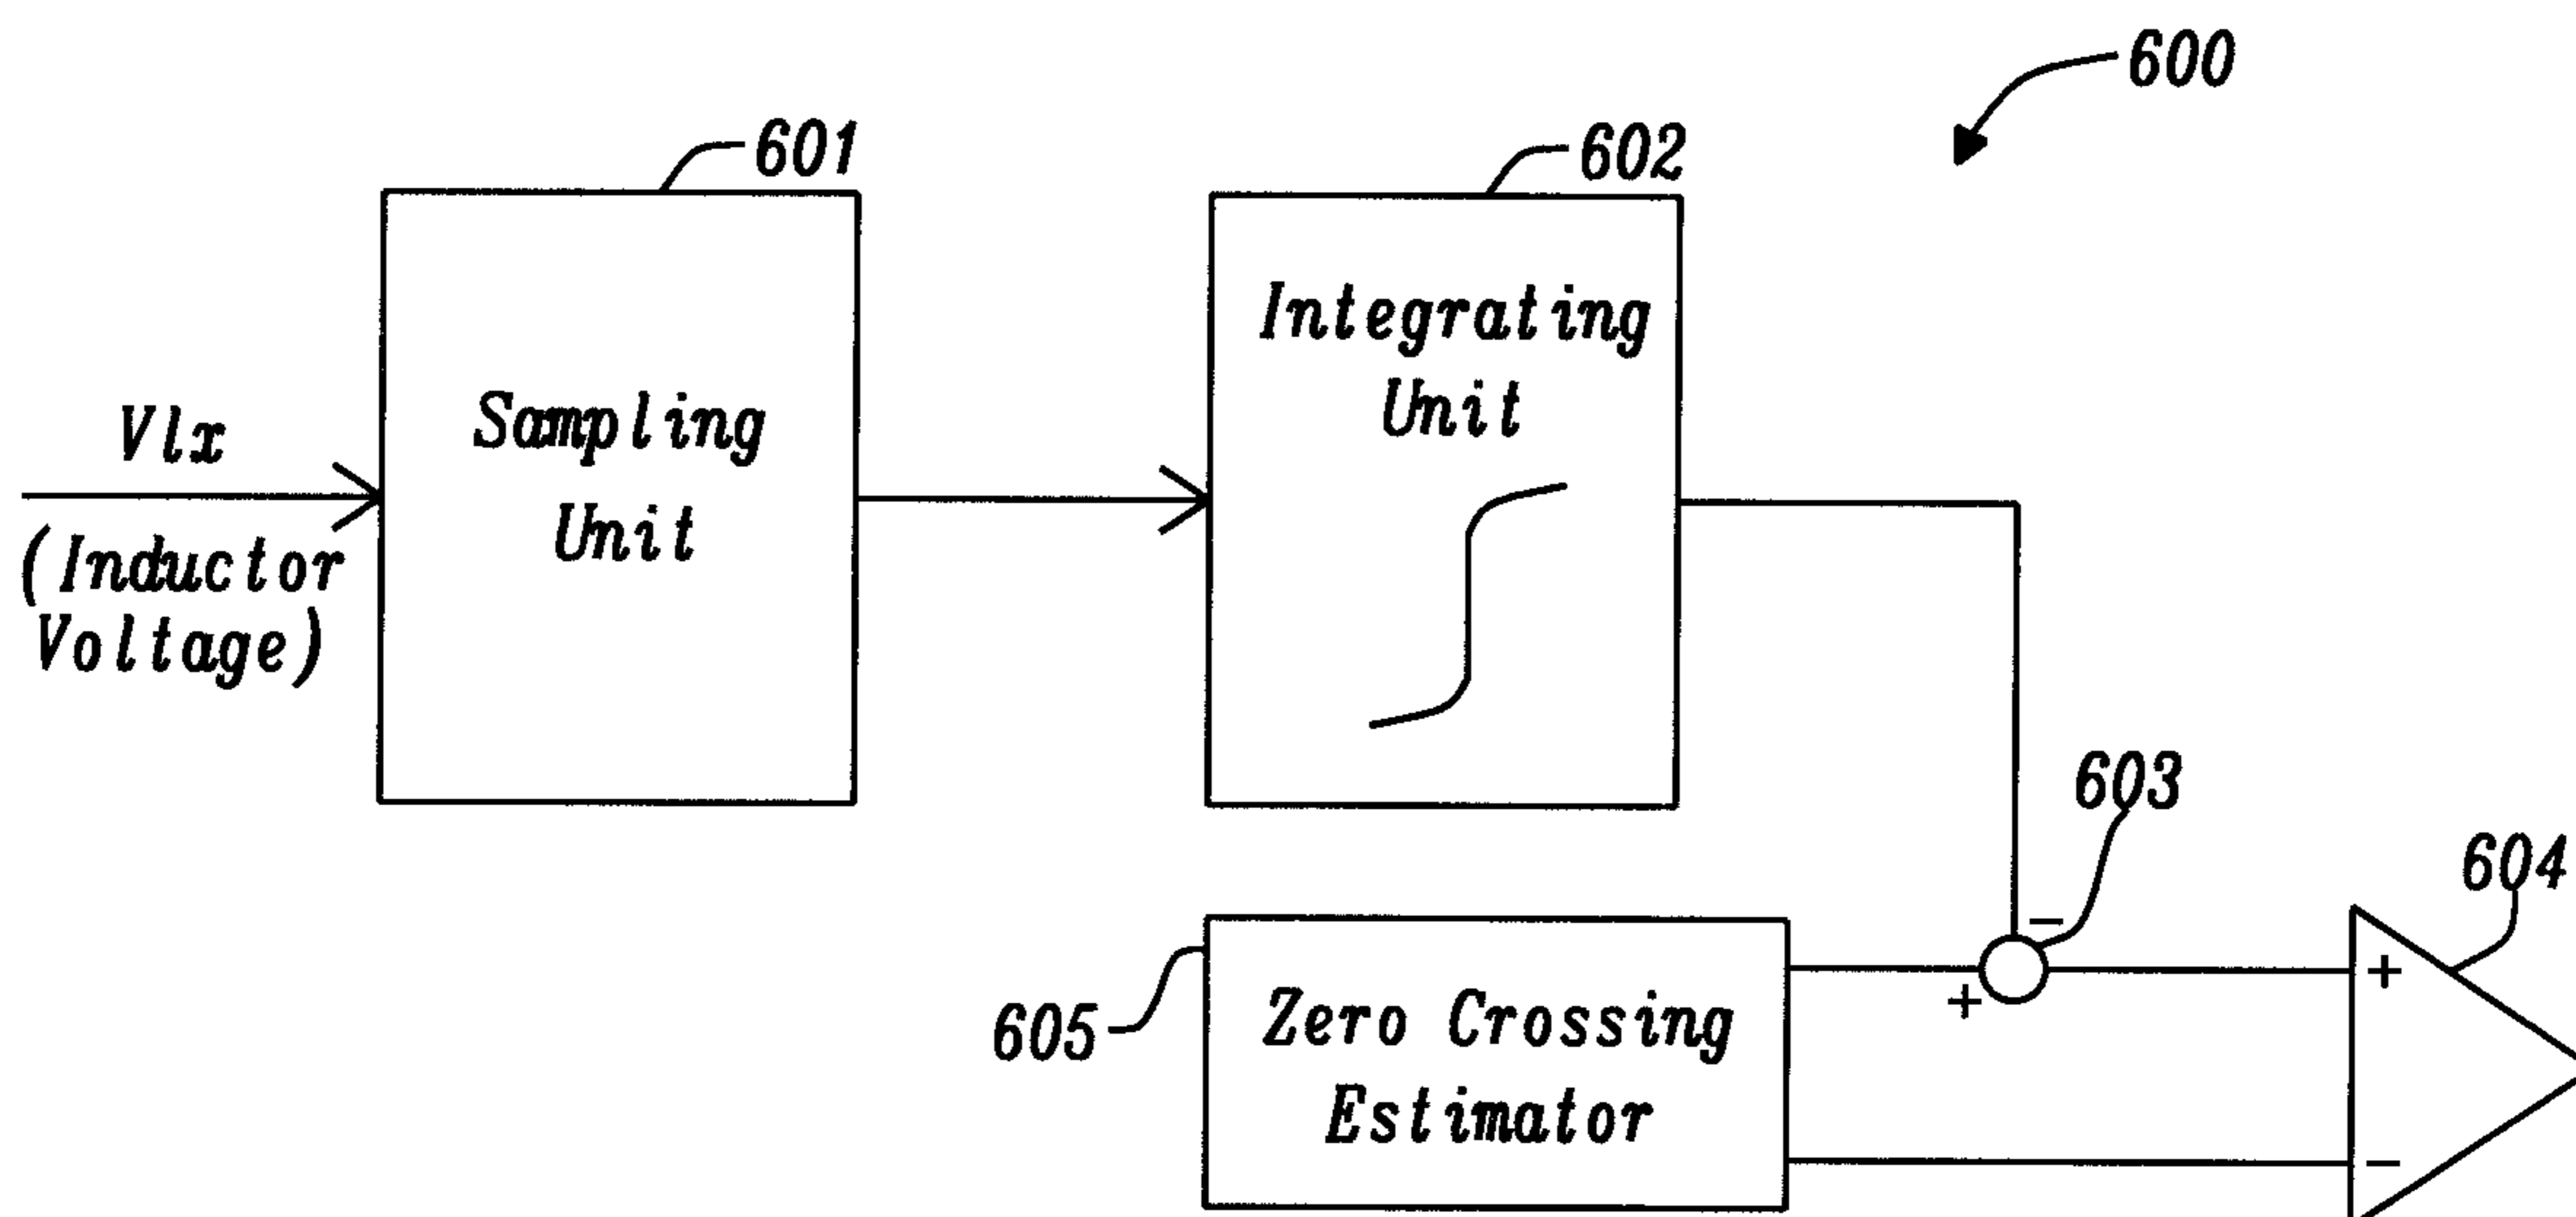 600
601
602
Integrating
Unit
Sampling
Unit
Vlx
(Inductor
Voltage)
603
604
−
+
+
605
Zero Crossing
Estimator
−